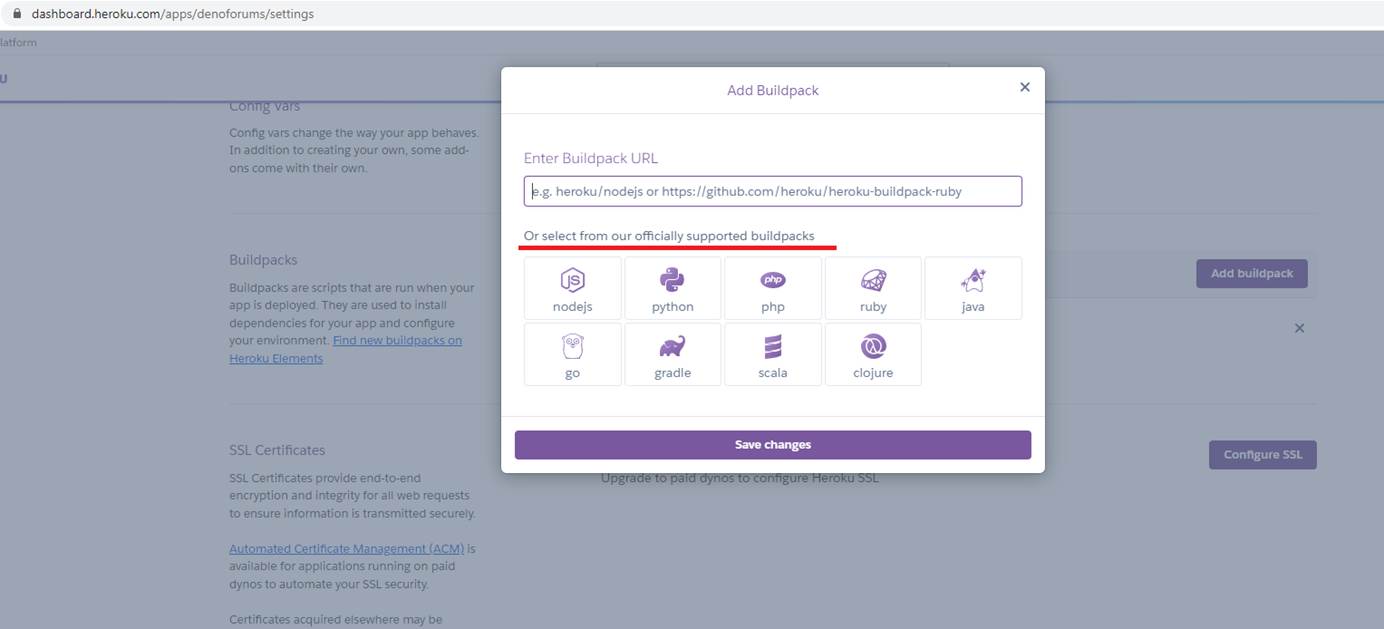 dashboard.heroku.com/apps/denoforums/settings
latform
U
Config Vars
Config vars change the way your app behaves.
In addition to creating your own, some add-
ons come with their own.
Buildpacks
Buildpacks are scripts that are run when your
app is deployed. They are used to install
dependencies for your app and configure
your environment. Find new buildpacks on
Heroku Elements
Add buildpack
SSL Certificates
SSL Certificates provide end-to-end
encryption and integrity for all web requests
to ensure information is transmitted securely.
Automated Certificate Management (ACM) is
available for applications running on paid
dynos to automate your SSL security.
Certificates acquired elsewhere may be
Upgrade to paid dynos to configure Heroku SSL
Configure SSL
Add Buildpack
Enter Buildpack URL
e.g. heroku/nodejs or https://github.com/heroku/heroku-buildpack-ruby
Or select from our officially supported buildpacks
JS
php
nodejs python php ruby java
go gradle scala clojure
Save changes